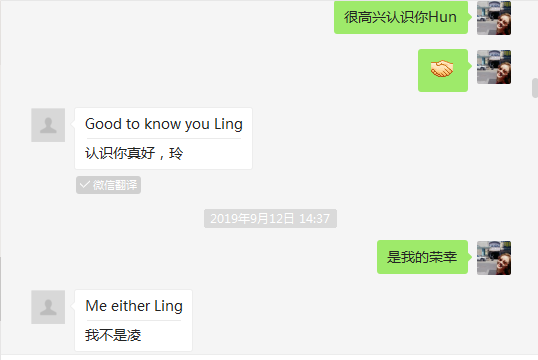 很高兴认识你Hun
Good to know you Ling
认识你真好，玲
微信翻译
2019年9月12日 14:37
是我的荣幸
Me either Ling
我不是凌